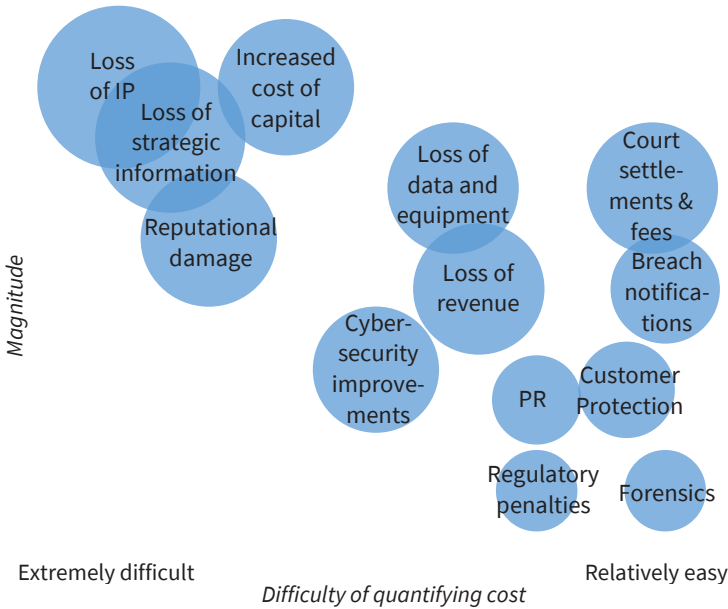 Loss
of IP
Loss of
strategic
information
Increased
cost of
capital
Reputational
damage
Loss of
data and
equipment
Loss of
revenue
Court
settle-
ments &
fees
Breach
notifica-
tions
Cyber-
security
improve-
ments
PR
Customer
Protection
Regulatory
penalties
Forensics
Magnitude
Extremely difficult
Relatively easy
Difficulty of quantifying cost